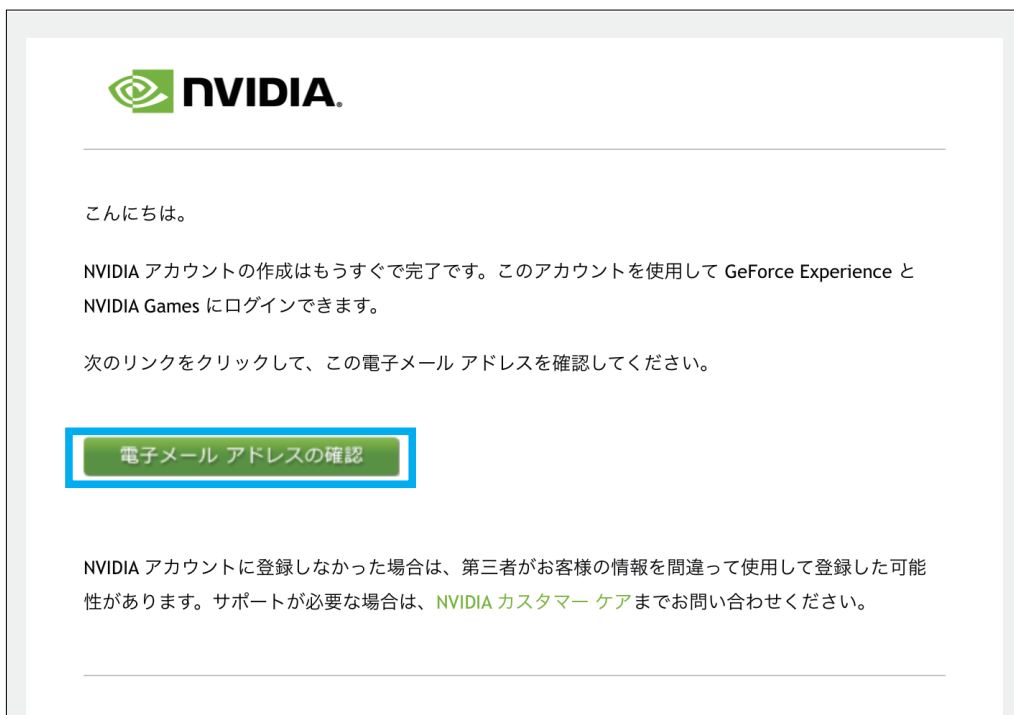 NVIDIA.
こんにちは。
NVIDIA アカウントの作成はもうすぐで完了です。このアカウントを使用して GeForce Experience と
NVIDIA Games にログインできます。
次のリンクをクリックして、この電子メール アドレスを確認してください。
電子メール アドレスの確認
NVIDIA アカウントに登録しなかった場合は、第三者がお客様の情報を間違って使用して登録した可能
性があります。サポートが必要な場合は、NVIDIA カスタマー ケアまでお問い合わせください。